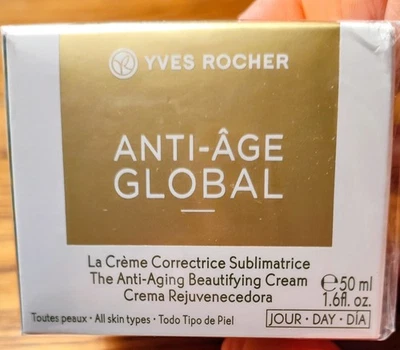 YVES ROCHER
ANTI-ÂGE
GLOBAL
La Crème Correctrice Sublimatrice
The Anti-Aging Beautifying Cream
Crema Rejuvenecedora
℮50 ml
1.6fl. oz.
Toutes peaux • All skin types • Todo Tipo de Piel
JOUR • DAY • DÍA